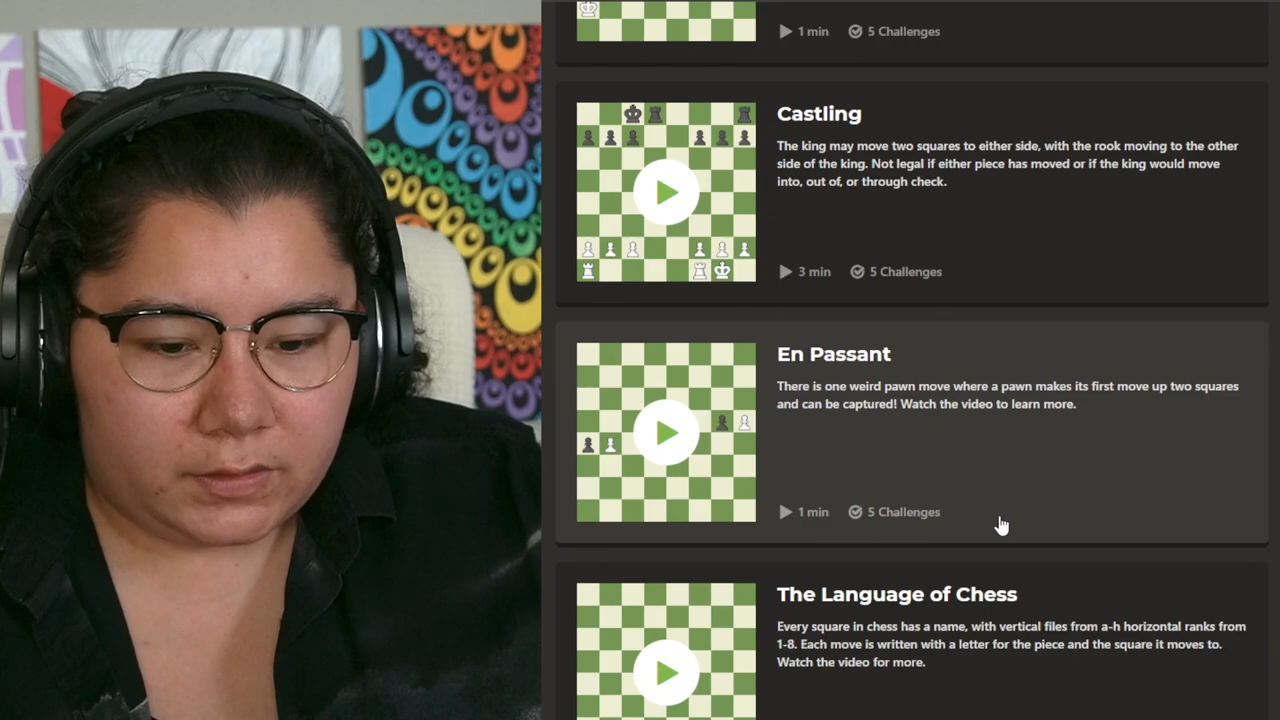 1 min
5 Challenges
Castling
The king may move two squares to either side, with the rook moving to the other
side of the king. Not legal if either piece has moved or if the king would move
into, out of, or through check.
3 min
5 Challenges
En Passant
There is one weird pawn move where a pawn makes its first move up two squares
and can be captured! Watch the video to learn more.
1 min
5 Challenges
The Language of Chess
Every square in chess has a name, with vertical files from a-h horizontal ranks from
1-8. Each move is written with a letter for the piece and the square it moves to.
Watch the video for more.